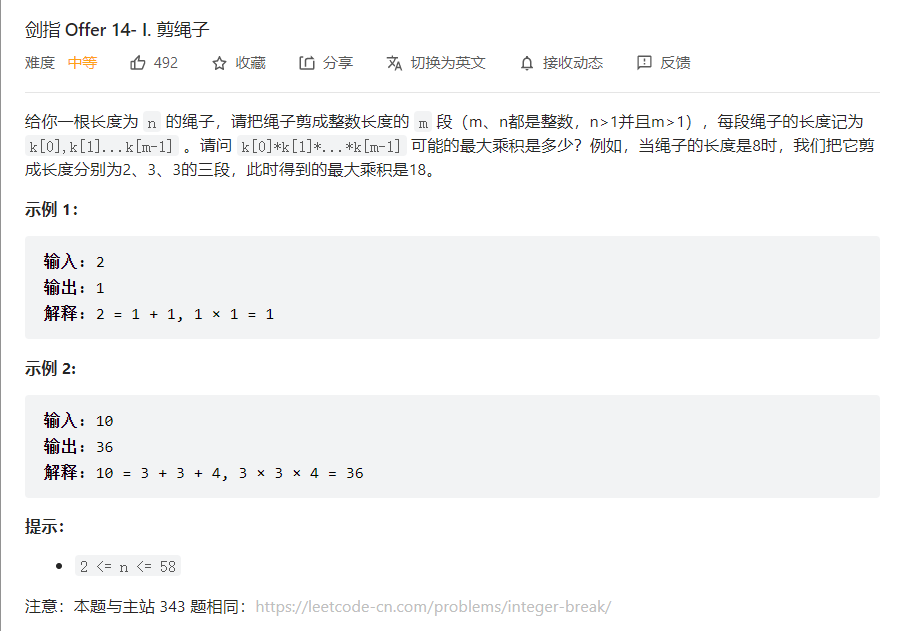 剑指 Offer 14- I. 剪绳子
难度 中等 492 收藏 分享 切换为英文 接收动态 反馈
给你一根长度为 n 的绳子，请把绳子剪成整数长度的 m 段（m、n都是整数，n>1并且m>1），每段绳子的长度记为
k[0],k[1]...k[m-1] 。请问 k[0]*k[1]*...*k[m-1] 可能的最大乘积是多少？例如，当绳子的长度是8时，我们把它剪
成长度分别为2、3、3的三段，此时得到的最大乘积是18。
示例 1：
输入：2
输出：1
解释：2 = 1 + 1, 1 × 1 = 1
示例 2:
输入：10
输出：36
解释：10 = 3 + 3 + 4, 3 × 3 × 4 = 36
提示：
2 <= n <= 58
注意：本题与主站 343 题相同：https://leetcode-cn.com/problems/integer-break/